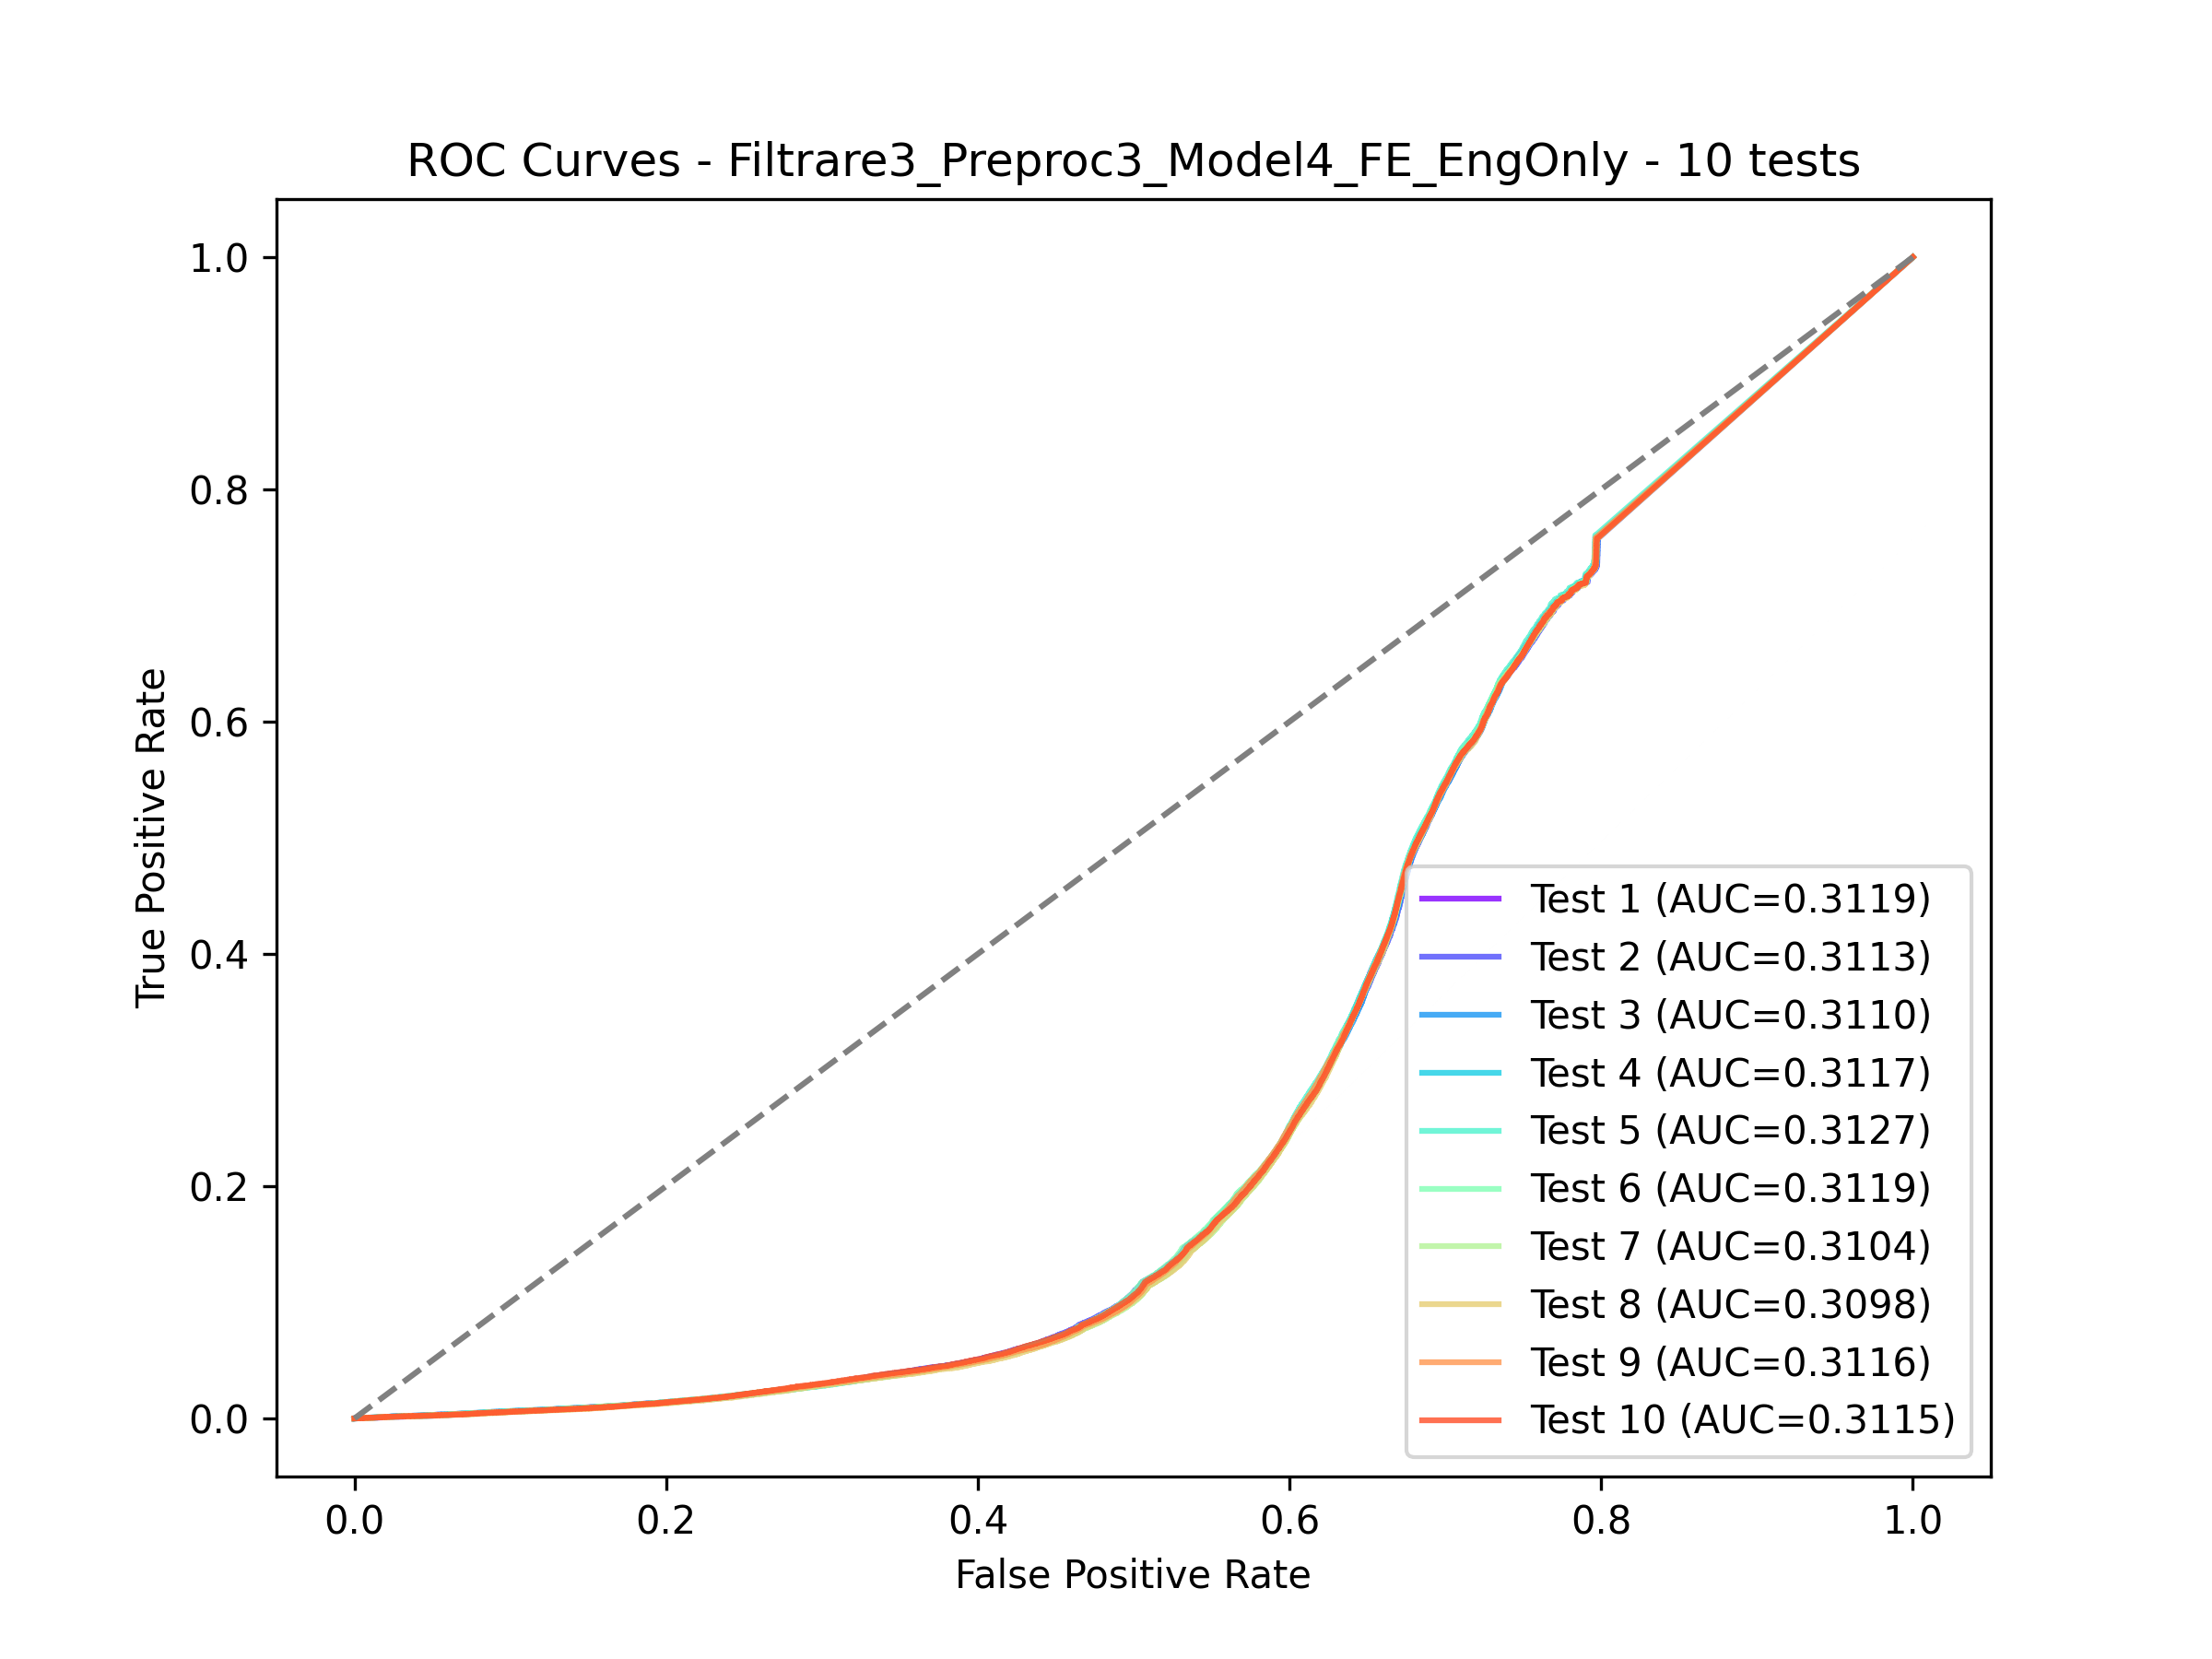 ROC Curves - Filtrare3_Preproc3_Model4_FE_EngOnly - 10 tests
1.0
0.8
0.6
0.4
0.2
0.0
True Positive Rate
Test 1 (AUC=0.3119)
Test 2 (AUC=0.3113)
Test 3 (AUC=0.3110)
Test 4 (AUC=0.3117)
Test 5 (AUC=0.3127)
Test 6 (AUC=0.3119)
Test 7 (AUC=0.3104)
Test 8 (AUC=0.3098)
Test 9 (AUC=0.3116)
Test 10 (AUC=0.3115)
0.0 0.2 0.4 0.6 0.8 1.0
False Positive Rate